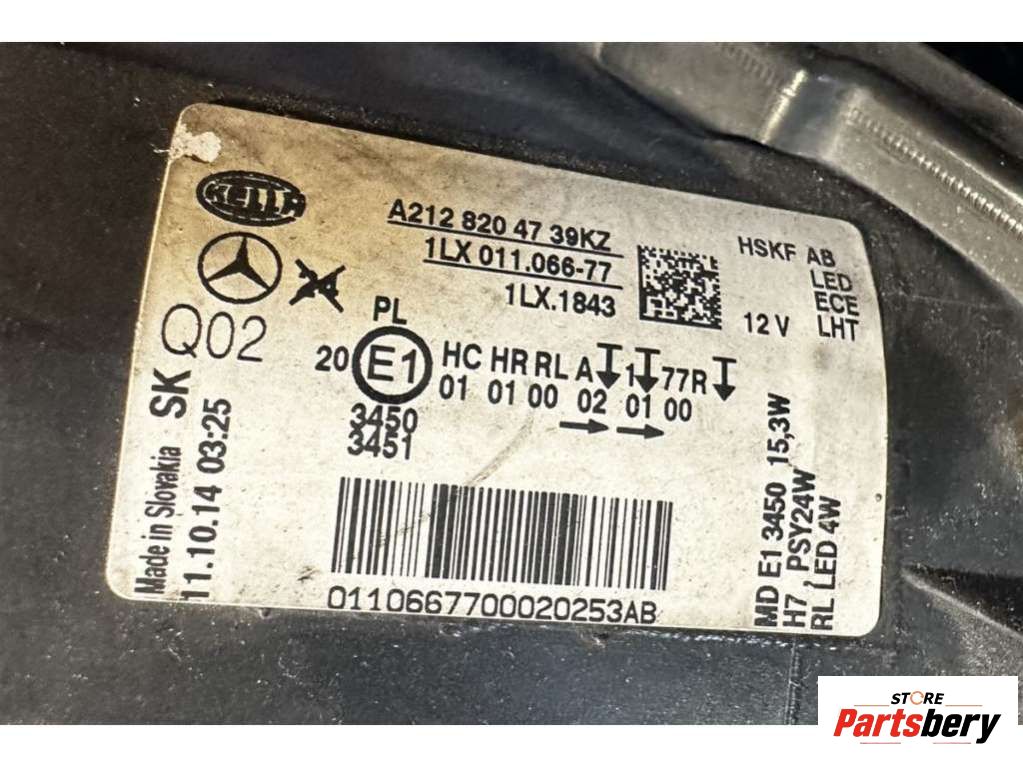 HELLA
A212 820 47 39KZ
1LX 011.066-77
1LX.1843
HSKF AB
LED
ECE
12 V LHT
Q02
PL
20 E1 HC HR RL A 1 77R
01 01 00 02 01 00
3450
3451
Made in Slovakia SK
11.10.14 03:25
0110667700020253AB
MD E1 3450 15,3W
H7, PSY24W
RL LED 4W
STORE
Partsbery